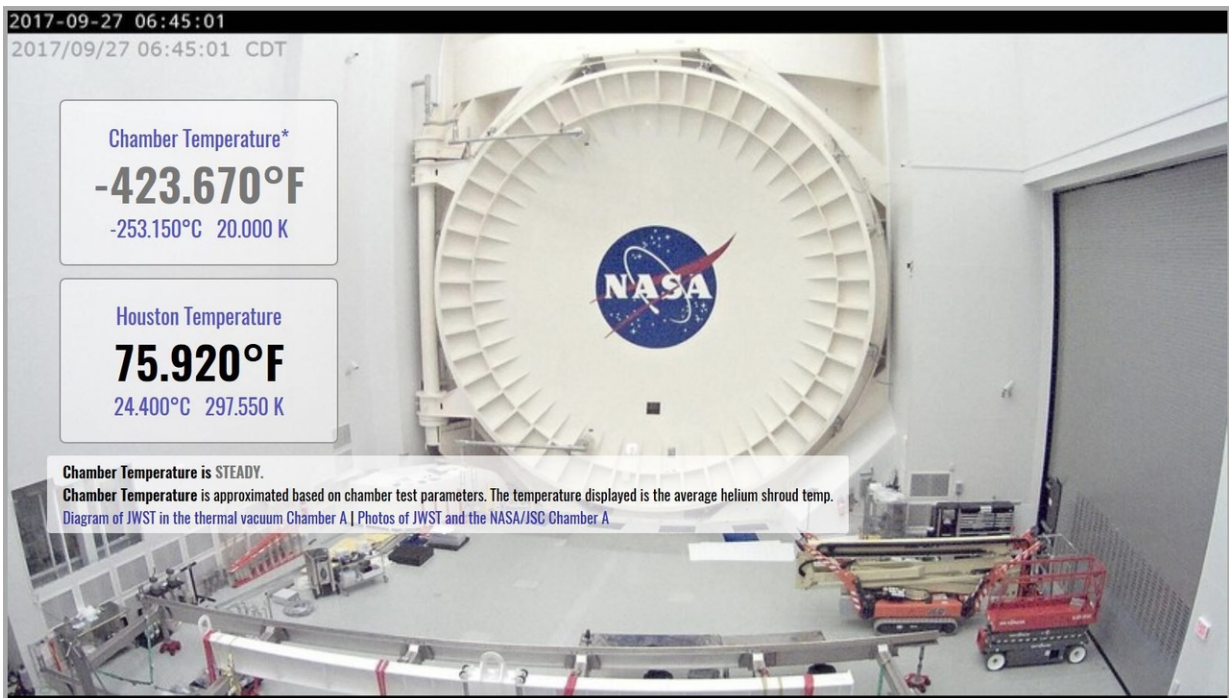 2017-09-27 06:45:01
2017/09/27 06:45:01 CDT
Chamber Temperature*
-423.670°F
-253.150°C 20.000 K
Houston Temperature
75.920°F
24.400°C 297.550 K
NASA
Chamber Temperature is STEADY.
Chamber Temperature is approximated based on chamber test parameters. The temperature displayed is the average helium shroud temp.
Diagram of JWST in the thermal vacuum Chamber A | Photos of JWST and the NASA/JSC Chamber A